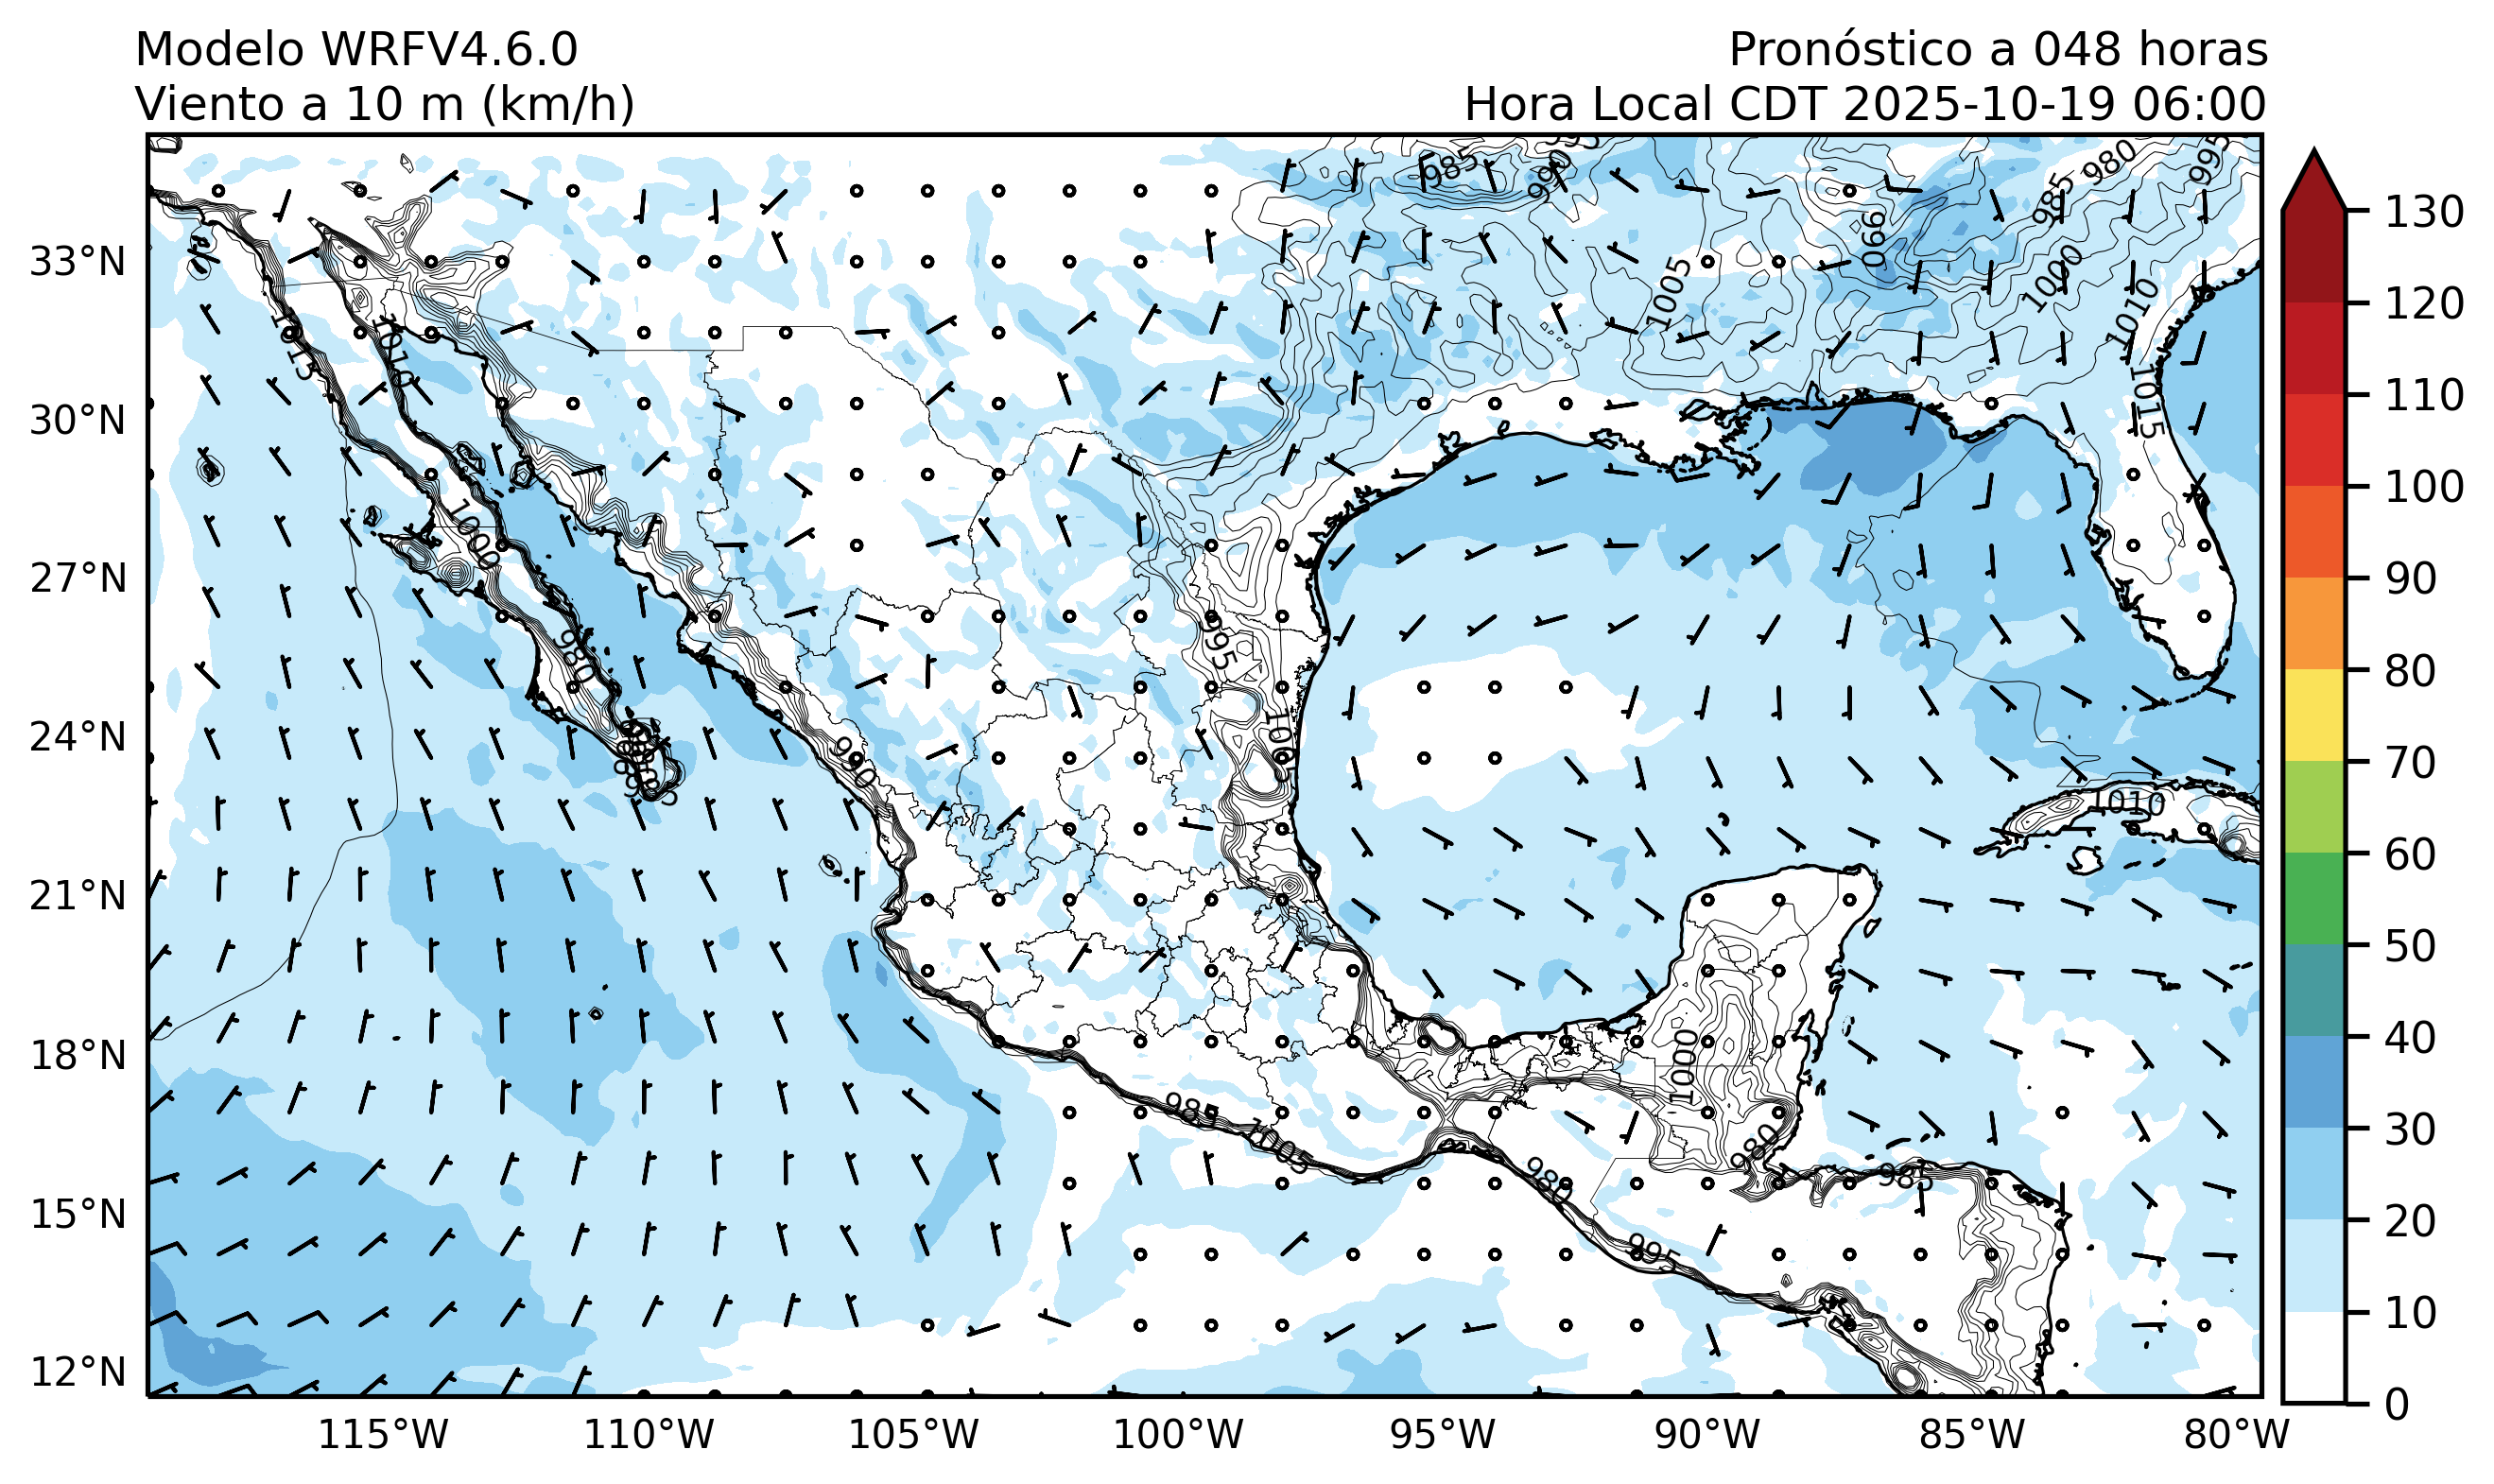 Modelo WRFV4.6.0
Pronóstico a 048 horas
Viento a 10 m (km/h)
Hora Local CDT 2025-10-19 06:00
985
995
990
980
995
985
990
1005
1000
1010
1015
1015
1010
1000
980
990
995
1005
1010
1000
985
1005
980
980
985
995
33°N
30°N
27°N
24°N
21°N
18°N
15°N
12°N
115°W
110°W
105°W
100°W
95°W
90°W
85°W
80°W
130
120
110
100
90
80
70
60
50
40
30
20
10
0